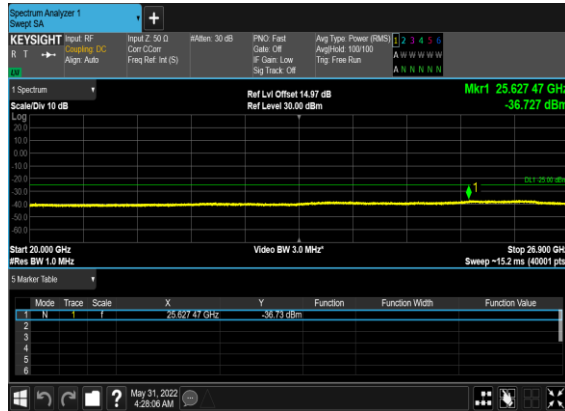 Spectrum Analyzer 1
Swept SA
+
KEYSIGHT Input: RF Input Z: 50 Ω #Atten: 30 dB PNO: Fast Avg Type: Power (RMS) 1 2 3 4 5 6
R T Coupling: DC Corr CCorr Gate: Off Avg|Hold: 100/100 A W W W W W
Align: Auto Freq Ref: Int (S) IF Gain: Low Trig: Free Run
LW Sig Track: Off A N N N N N
1 Spectrum Ref Lvl Offset 14.97 dB Mkr1 25.627 47 GHz
Scale/Div 10 dB Ref Level 30.00 dBm -36.727 dBm
Log
20.0
10.0
0.00
-10.0
-20.0 DL1 -25.00 dBm
-30.0 1
-40.0
-50.0
-60.0
Start 20.000 GHz Video BW 3.0 MHz* Stop 26.900 GHz
#Res BW 1.0 MHz Sweep ~15.2 ms (40001 pts
5 Marker Table
Mode Trace Scale X Y Function Function Width Function Value
1 N 1 f 25.627 47 GHz -36.73 dBm
2
3
4
5
6
? May 31, 2022
4:28:06 AM